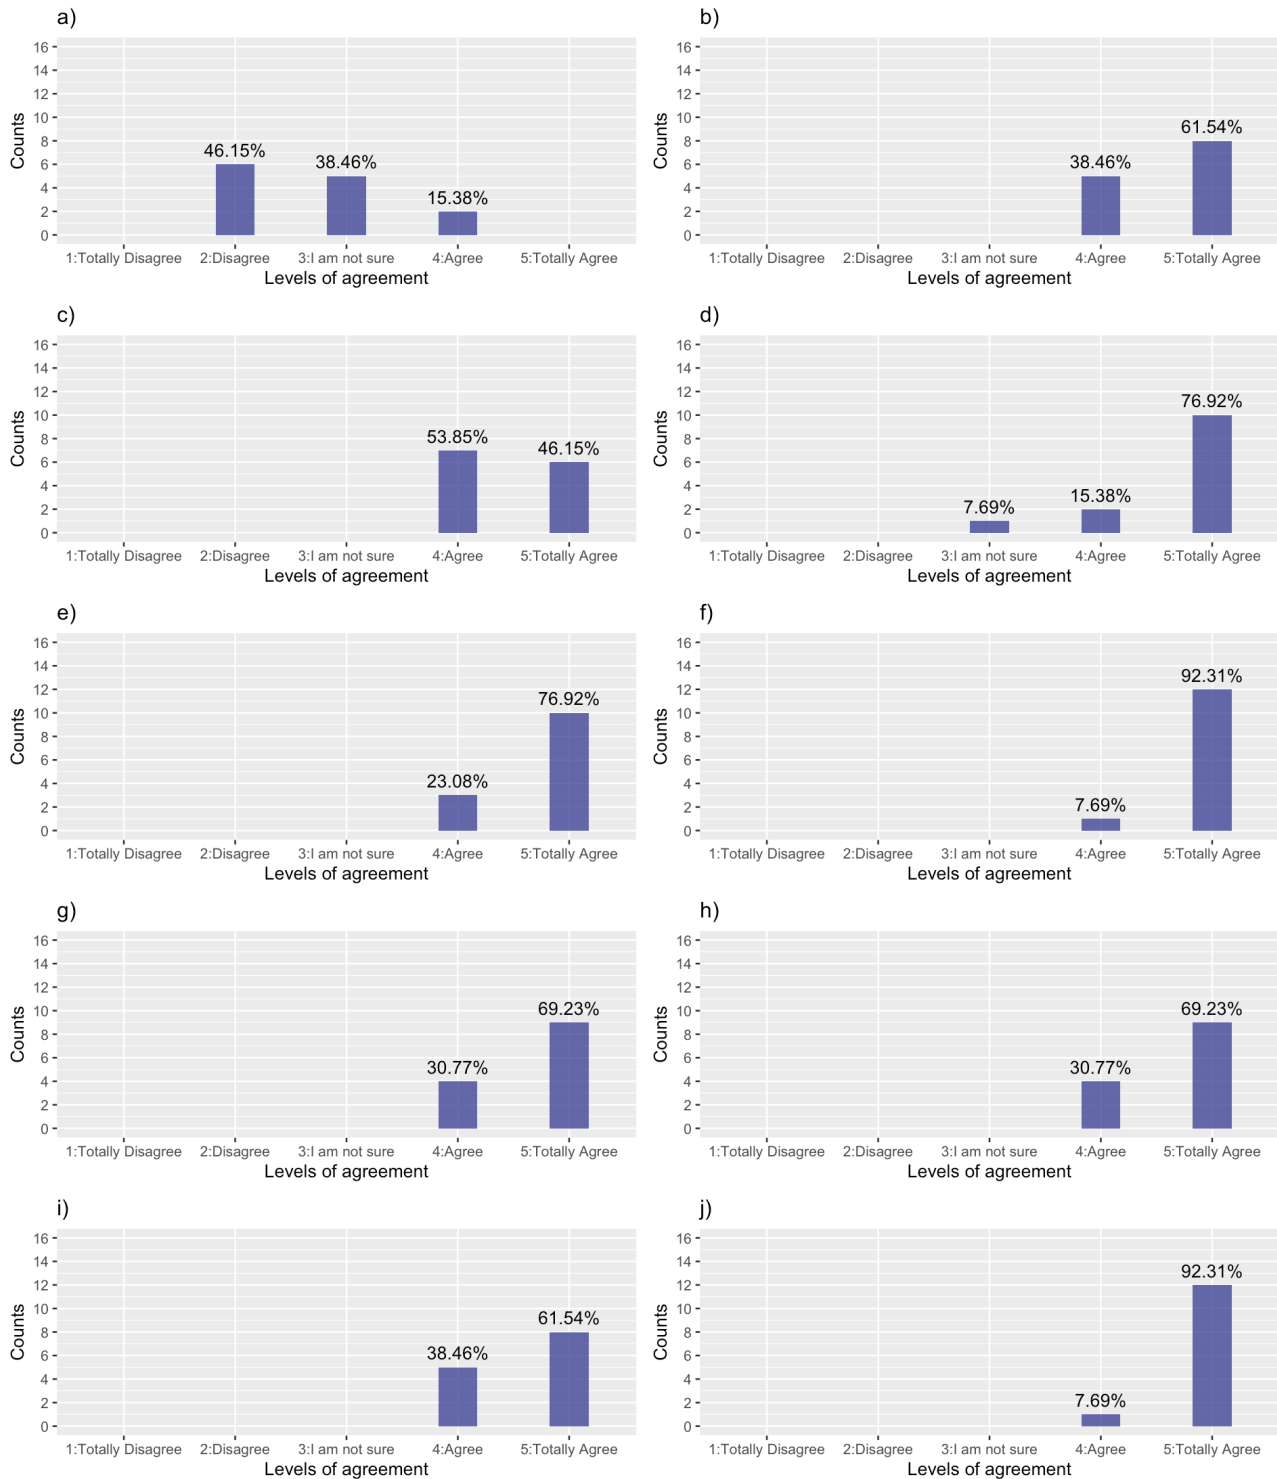 a)
16
14
12
10
8
6
4
2
0
Counts
46.15%
38.46%
15.38%
1:Totally Disagree 2:Disagree 3:I am not sure 4:Agree 5:Totally Agree
Levels of agreement
b)
16
14
12
10
8
6
4
2
0
Counts
38.46%
61.54%
1:Totally Disagree 2:Disagree 3:I am not sure 4:Agree 5:Totally Agree
Levels of agreement
c)
16
14
12
10
8
6
4
2
0
Counts
53.85%
46.15%
1:Totally Disagree 2:Disagree 3:I am not sure 4:Agree 5:Totally Agree
Levels of agreement
d)
16
14
12
10
8
6
4
2
0
Counts
7.69%
15.38%
76.92%
1:Totally Disagree 2:Disagree 3:I am not sure 4:Agree 5:Totally Agree
Levels of agreement
e)
16
14
12
10
8
6
4
2
0
Counts
23.08%
76.92%
1:Totally Disagree 2:Disagree 3:I am not sure 4:Agree 5:Totally Agree
Levels of agreement
f)
16
14
12
10
8
6
4
2
0
Counts
7.69%
92.31%
1:Totally Disagree 2:Disagree 3:I am not sure 4:Agree 5:Totally Agree
Levels of agreement
g)
16
14
12
10
8
6
4
2
0
Counts
30.77%
69.23%
1:Totally Disagree 2:Disagree 3:I am not sure 4:Agree 5:Totally Agree
Levels of agreement
h)
16
14
12
10
8
6
4
2
0
Counts
30.77%
69.23%
1:Totally Disagree 2:Disagree 3:I am not sure 4:Agree 5:Totally Agree
Levels of agreement
i)
16
14
12
10
8
6
4
2
0
Counts
38.46%
61.54%
1:Totally Disagree 2:Disagree 3:I am not sure 4:Agree 5:Totally Agree
Levels of agreement
j)
16
14
12
10
8
6
4
2
0
Counts
7.69%
92.31%
1:Totally Disagree 2:Disagree 3:I am not sure 4:Agree 5:Totally Agree
Levels of agreement